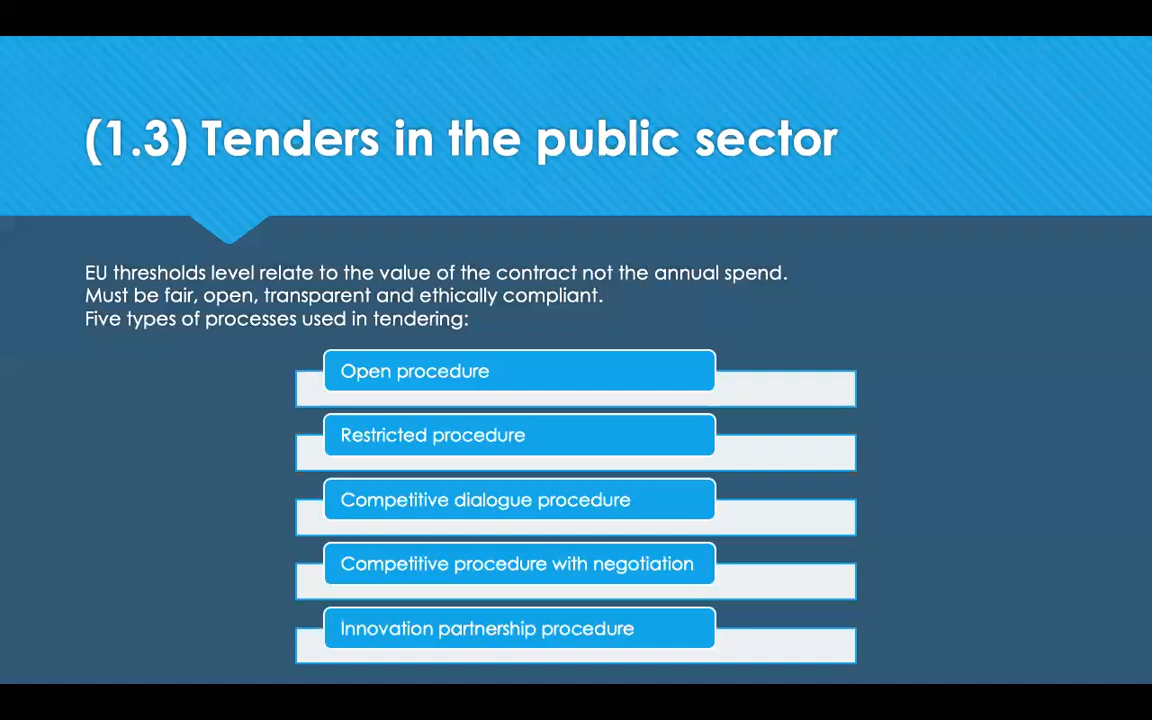 (1.3) Tenders in the public sector
EU thresholds level relate to the value of the contract not the annual spend.
Must be fair, open, transparent and ethically compliant.
Five types of processes used in tendering:
Open procedure
Restricted procedure
Competitive dialogue procedure
Competitive procedure with negotiation
Innovation partnership procedure